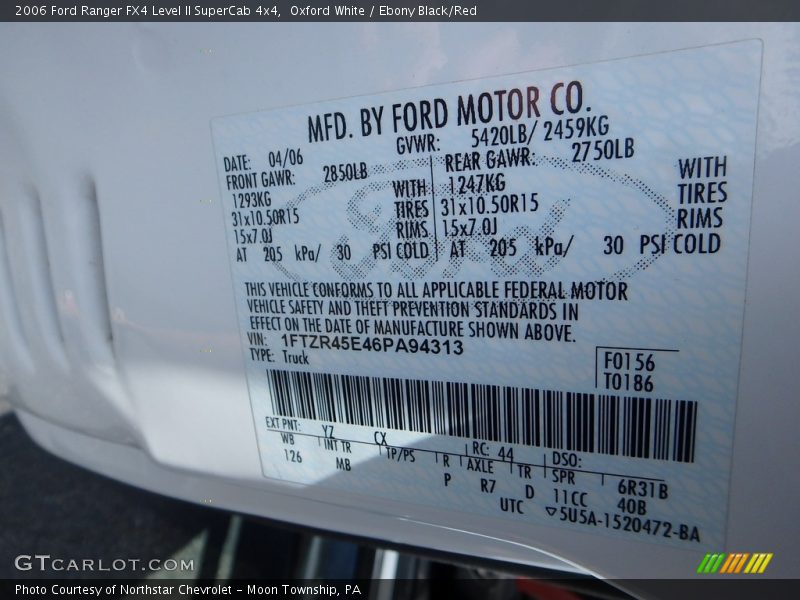 2006 Ford Ranger FX4 Level II SuperCab 4x4, Oxford White / Ebony Black/Red
MFD. BY FORD MOTOR CO.
DATE: 04/06 GVWR: 5420LB/ 2459KG
FRONT GAWR: 2850LB REAR GAWR: 2750LB
1293KG WITH 1247KG WITH
31x10.50R15 TIRES 31x10.50R15 TIRES
15x7.0J RIMS 15x7.0J RIMS
AT 205 kPa/ 30 PSI COLD AT 205 kPa/ 30 PSI COLD
Ford
THIS VEHICLE CONFORMS TO ALL APPLICABLE FEDERAL MOTOR
VEHICLE SAFETY AND THEFT PREVENTION STANDARDS IN
EFFECT ON THE DATE OF MANUFACTURE SHOWN ABOVE.
VIN: 1FTZR45E46PA94313
TYPE: Truck
F0156
T0186
EXT PNT: YZ CX RC: 44 DSO:
WB INT TR TP/PS R AXLE TR SPR 6R31B
126 MB P R7 D 11CC 40B
UTC ▽5U5A-1520472-BA
GTCARLOT.COM
Photo Courtesy of Northstar Chevrolet - Moon Township, PA